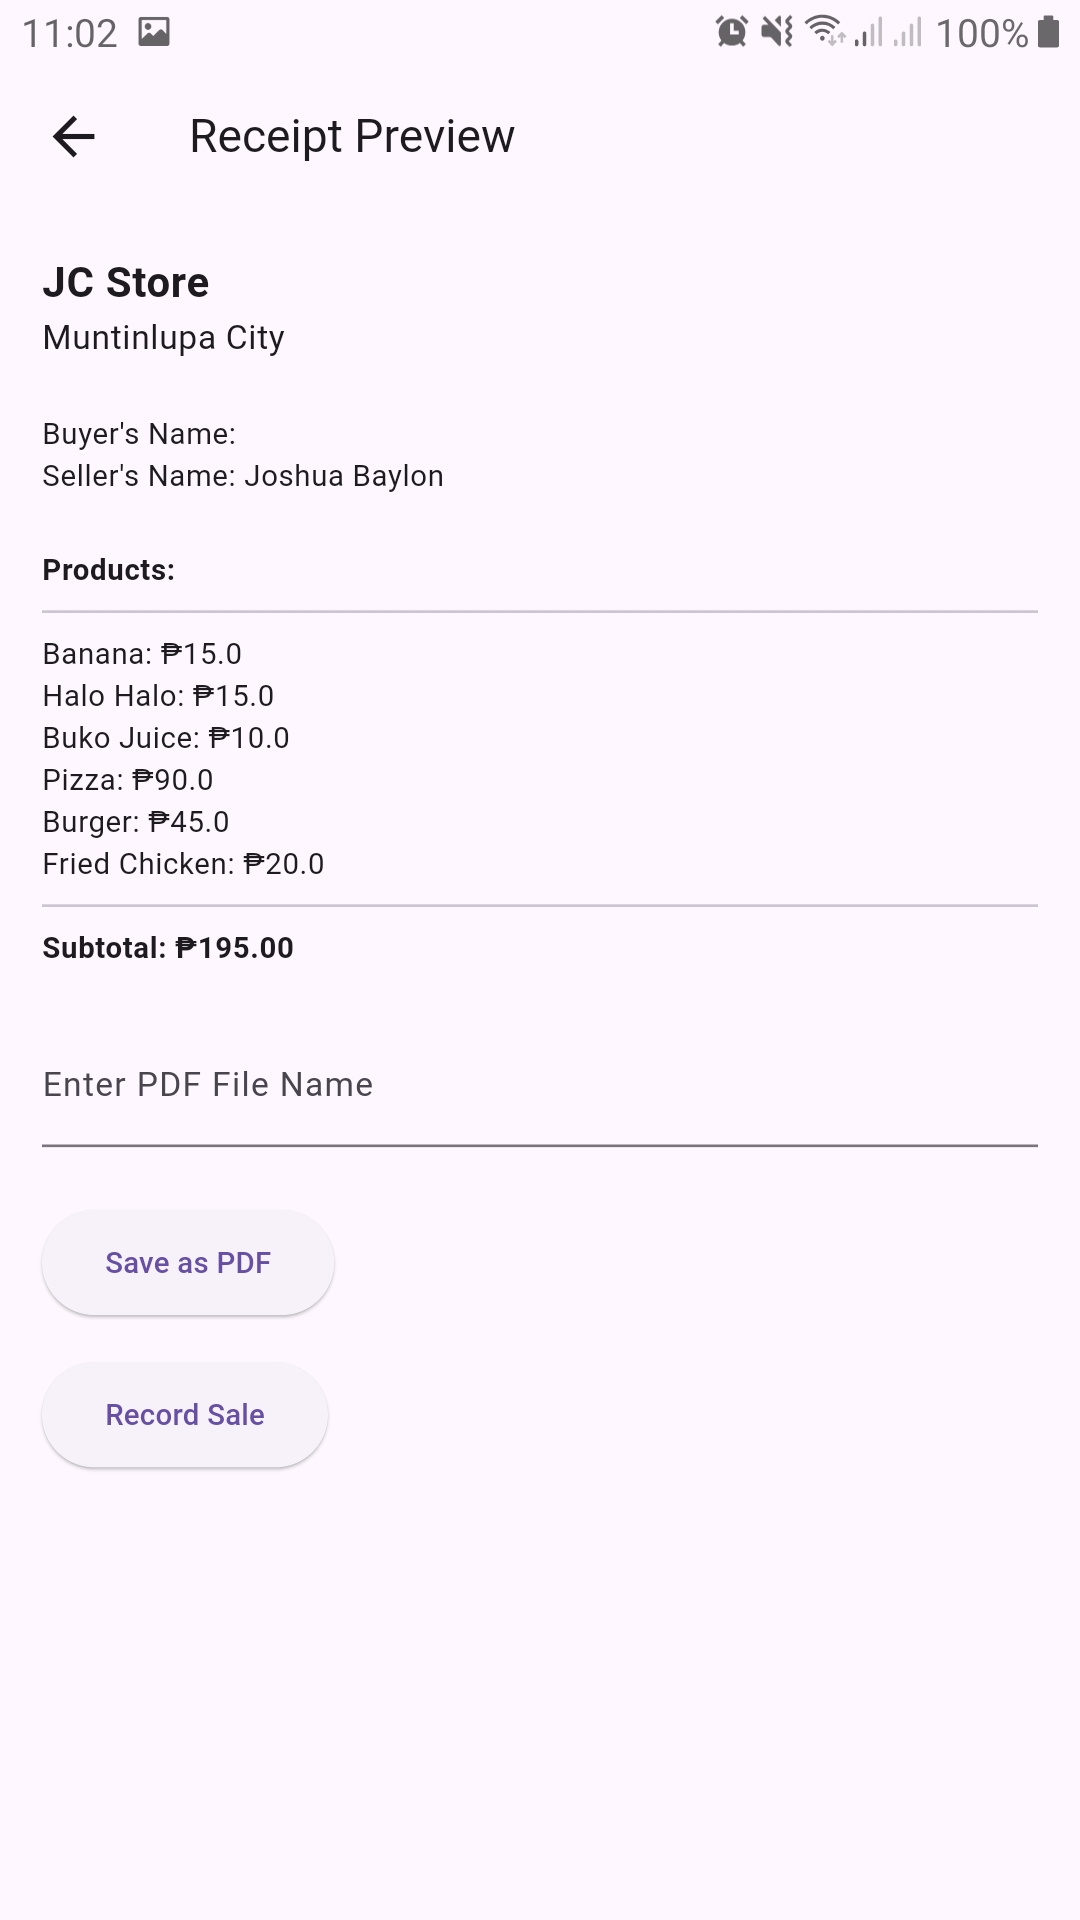 11:02
100%
Receipt Preview
JC Store
Muntinlupa City
Buyer's Name:
Seller's Name: Joshua Baylon
Products:
Banana: ₱15.0
Halo Halo: ₱15.0
Buko Juice: ₱10.0
Pizza: ₱90.0
Burger: ₱45.0
Fried Chicken: ₱20.0
Subtotal: ₱195.00
Enter PDF File Name
Save as PDF
Record Sale